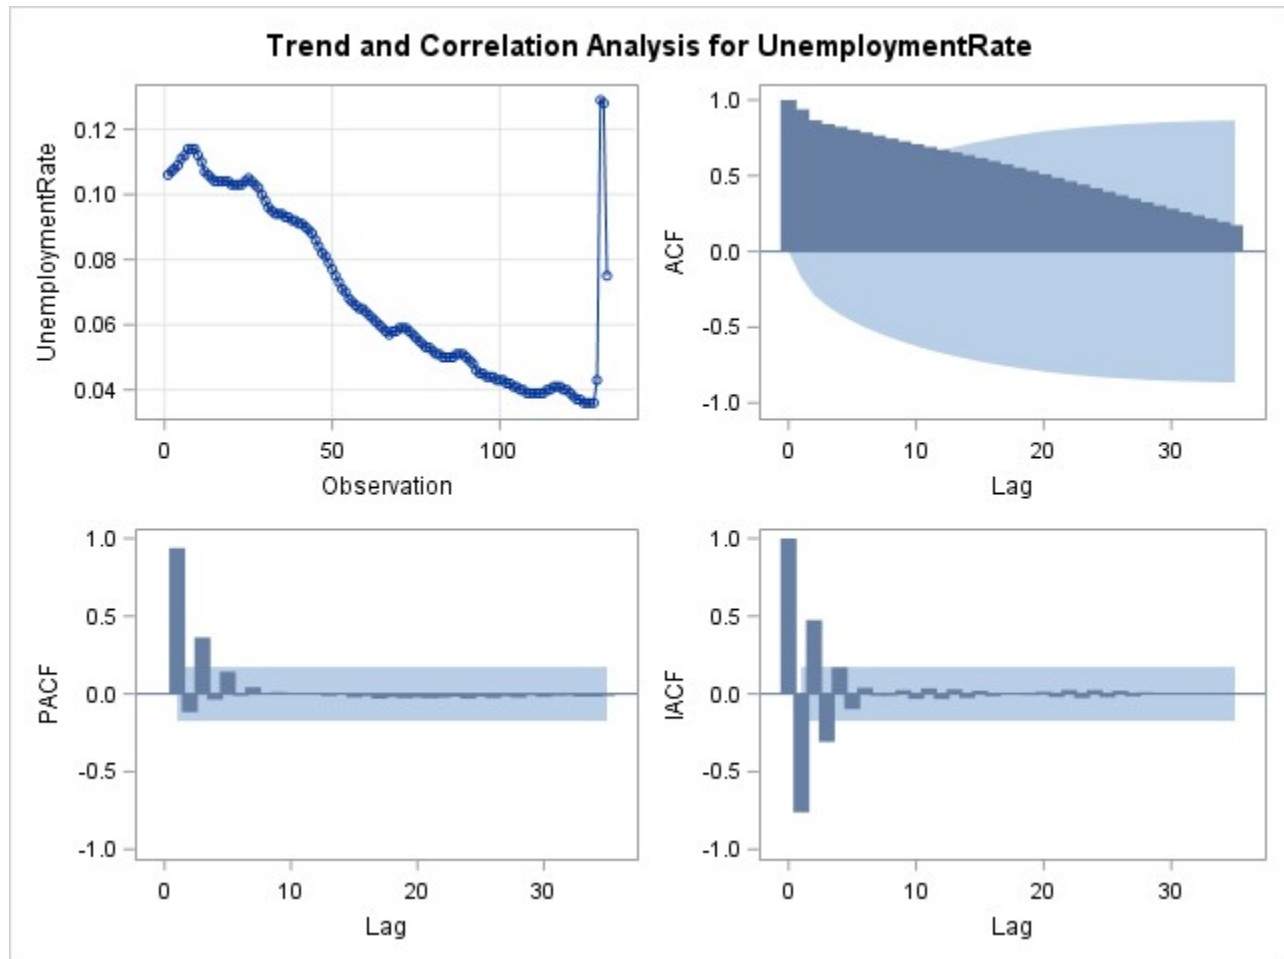 Trend and Correlation Analysis for UnemploymentRate
UnemploymentRate
0.12
0.10
0.08
0.06
0.04
0 50 100
Observation
ACF
1.0
0.5
0.0
-0.5
-1.0
0 10 20 30
Lag
PACF
1.0
0.5
0.0
-0.5
-1.0
0 10 20 30
Lag
IACF
1.0
0.5
0.0
-0.5
-1.0
0 10 20 30
Lag